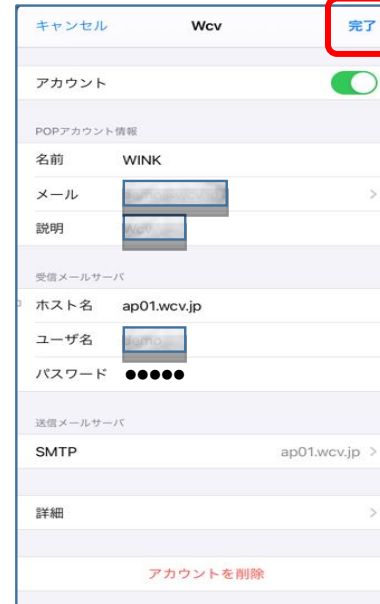 キャンセル Wcv 完了
アカウント
POPアカウント情報
名前 WINK
メール
説明
受信メールサーバ
ホスト名 ap01.wcv.jp
ユーザ名
パスワード ●●●●●
送信メールサーバ
SMTP ap01.wcv.jp
詳細
アカウントを削除